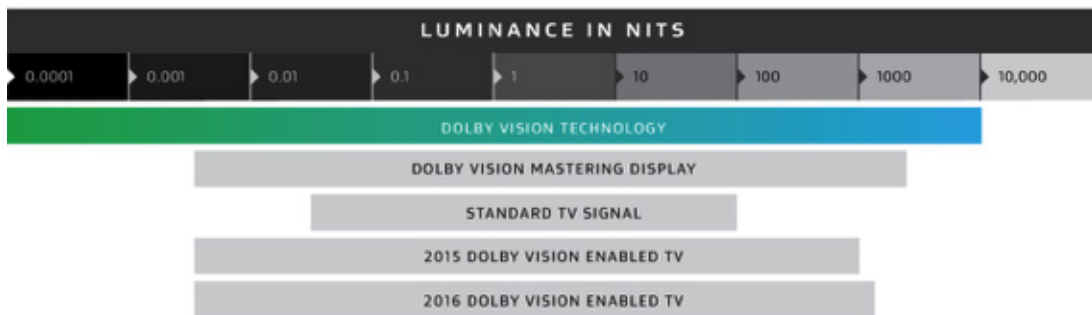 LUMINANCE IN NITS
0.0001 0.001 0.01 0.1 1 10 100 1000 10,000
DOLBY VISION TECHNOLOGY
DOLBY VISION MASTERING DISPLAY
STANDARD TV SIGNAL
2015 DOLBY VISION ENABLED TV
2016 DOLBY VISION ENABLED TV